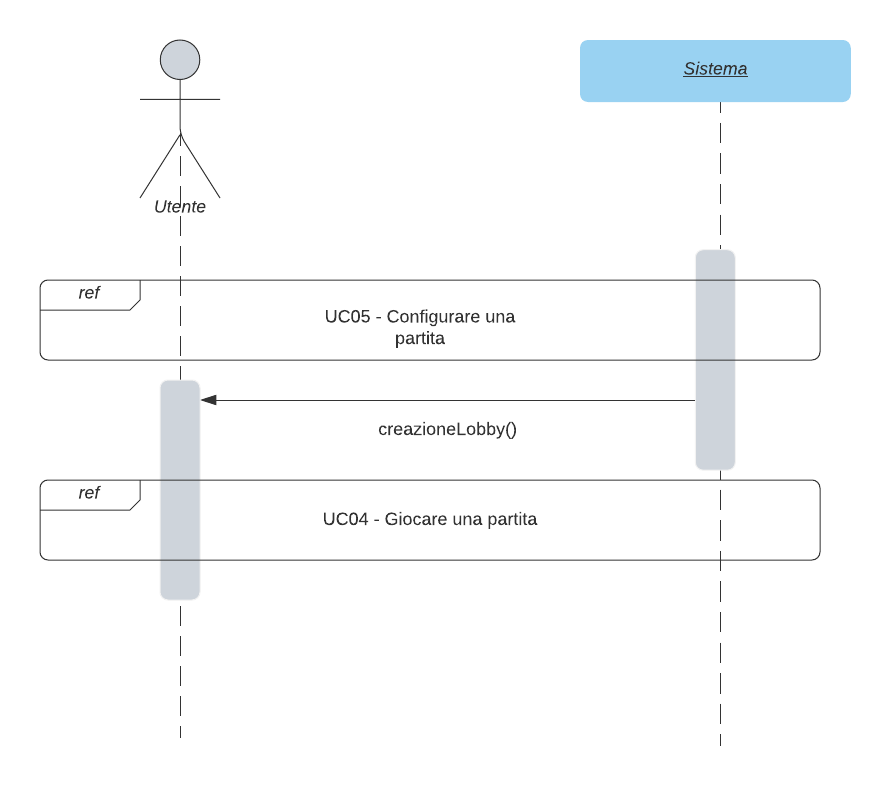 Sistema
Utente
ref
UC05 - Configurare una
partita
creazioneLobby()
ref
UC04 - Giocare una partita